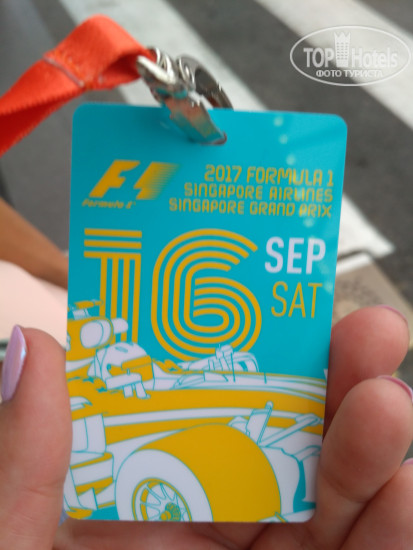 TOP Hotels
ФОТО ТУРИСТА
F1
Formula 1
2017 FORMULA 1
SINGAPORE AIRLINES
SINGAPORE GRAND PRIX
16
SEP
SAT